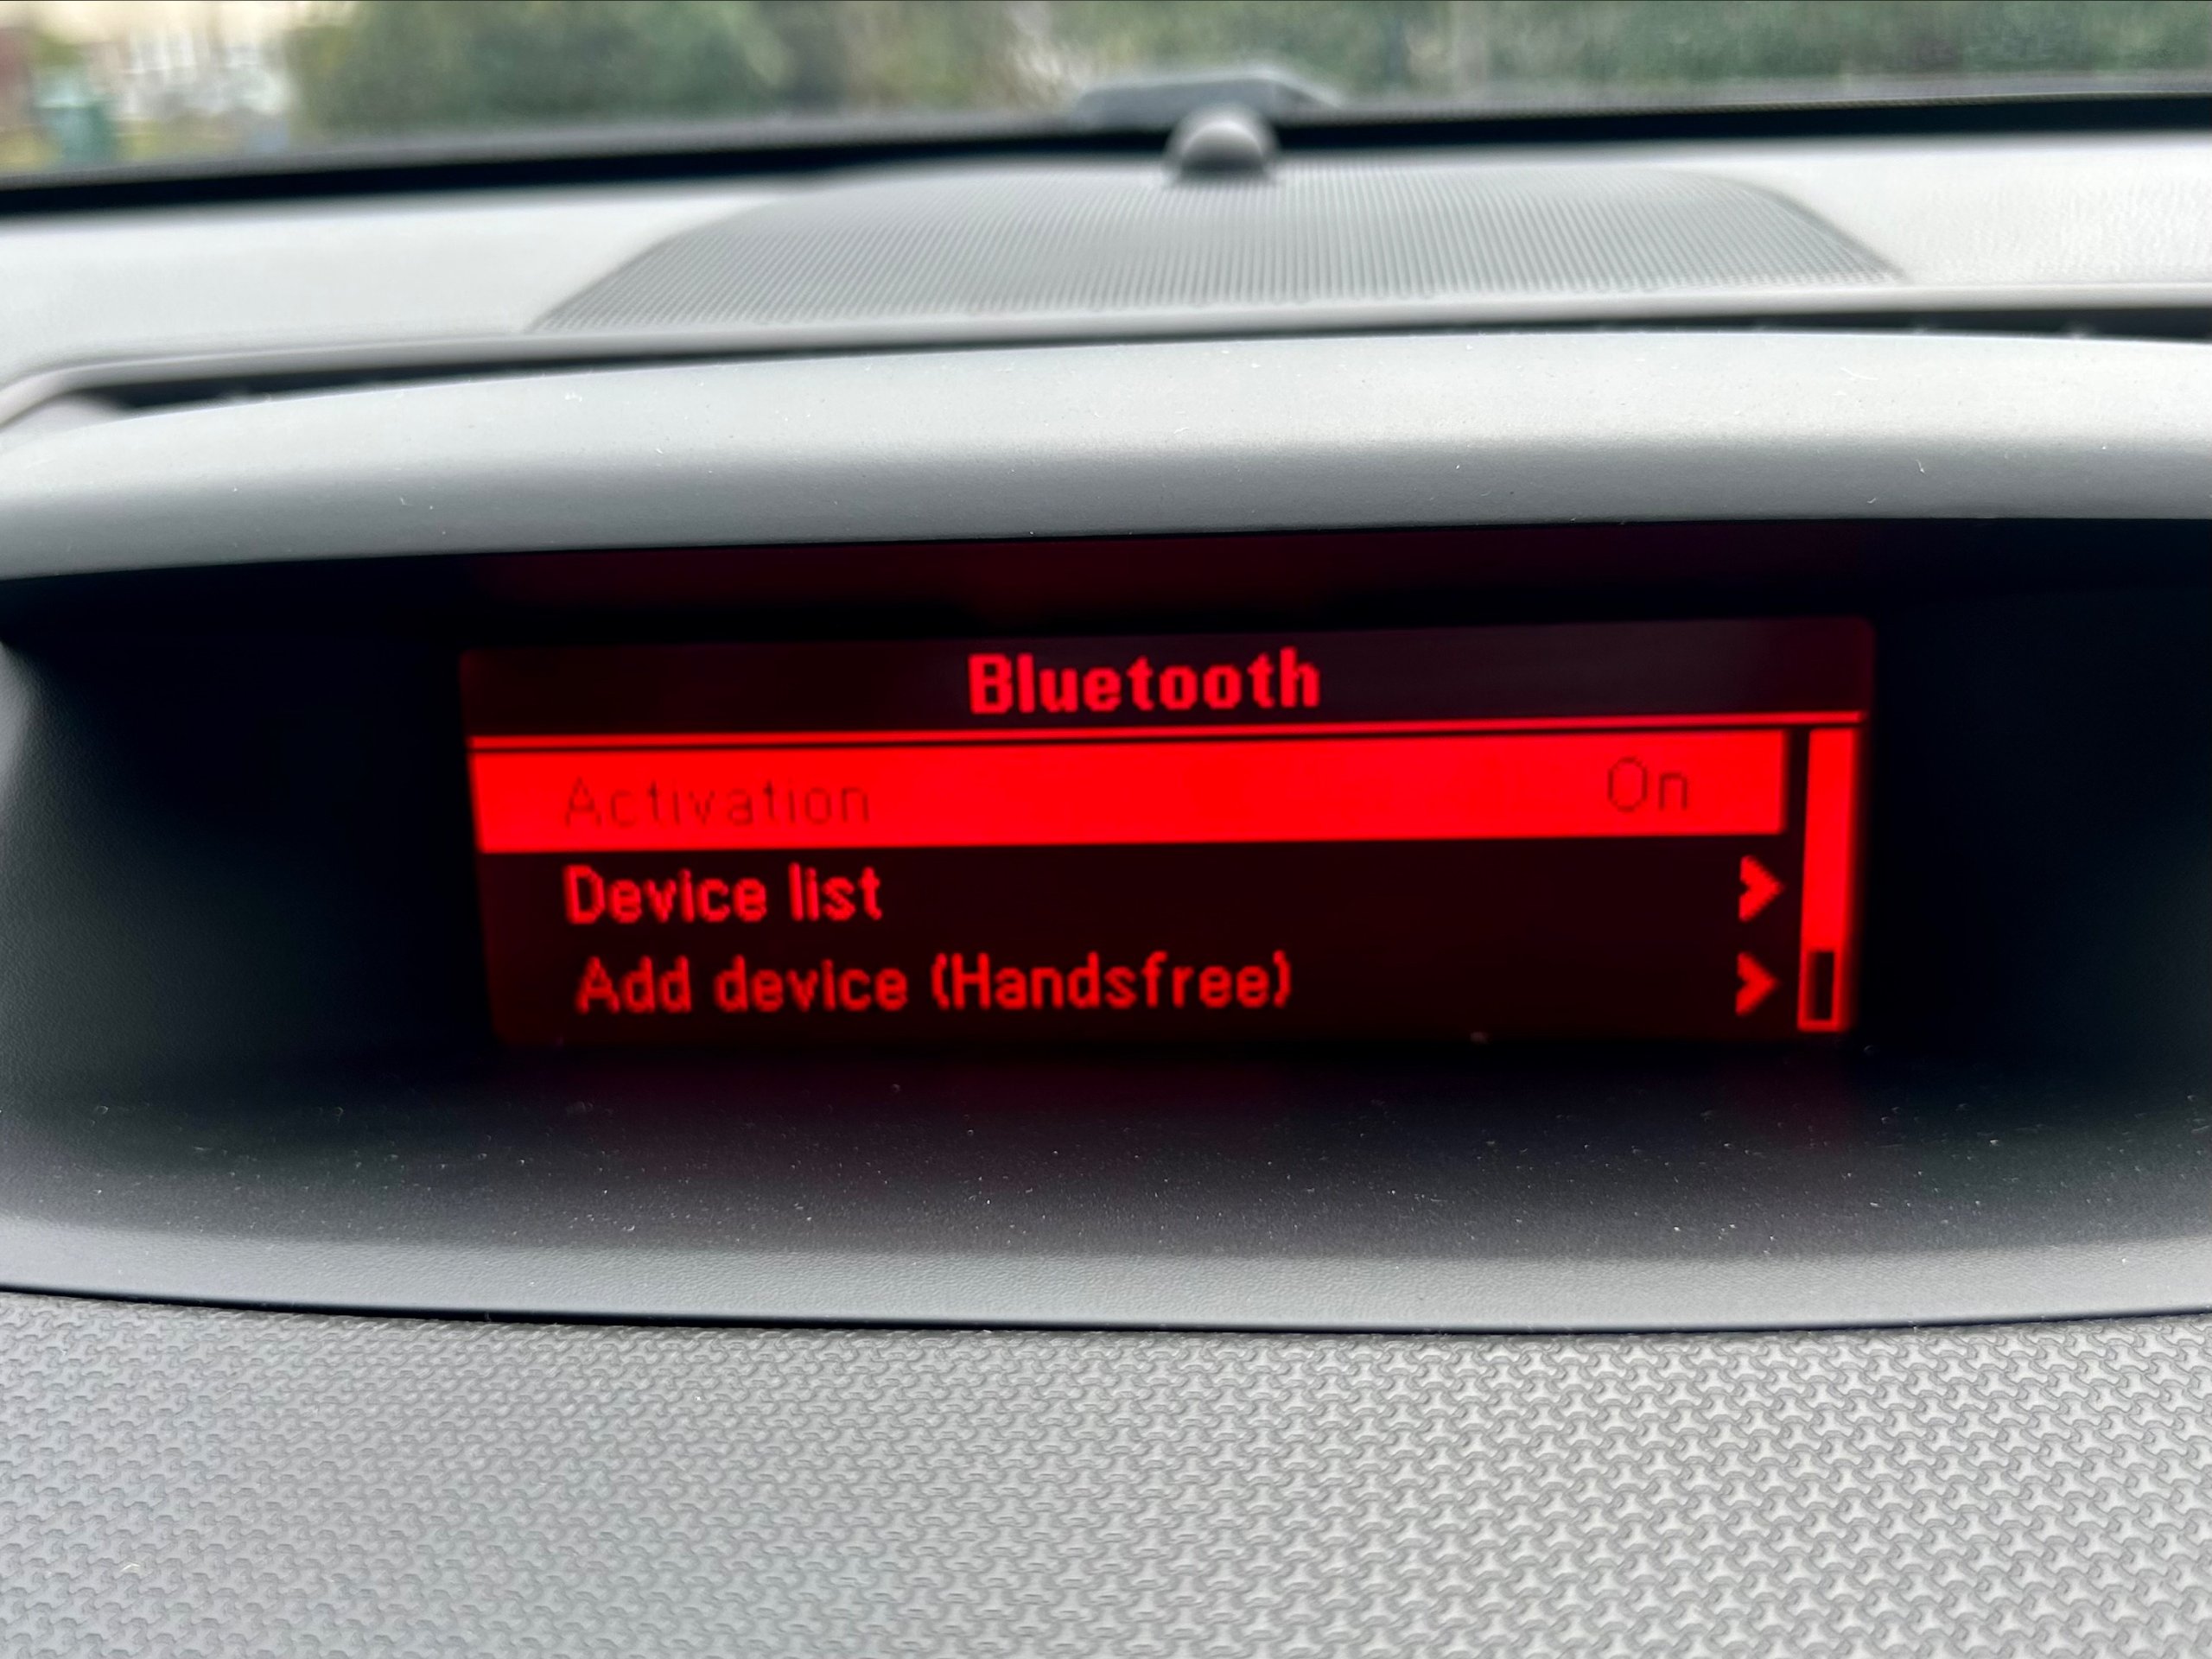 Bluetooth
Activation On
Device list
Add device (Handsfree)